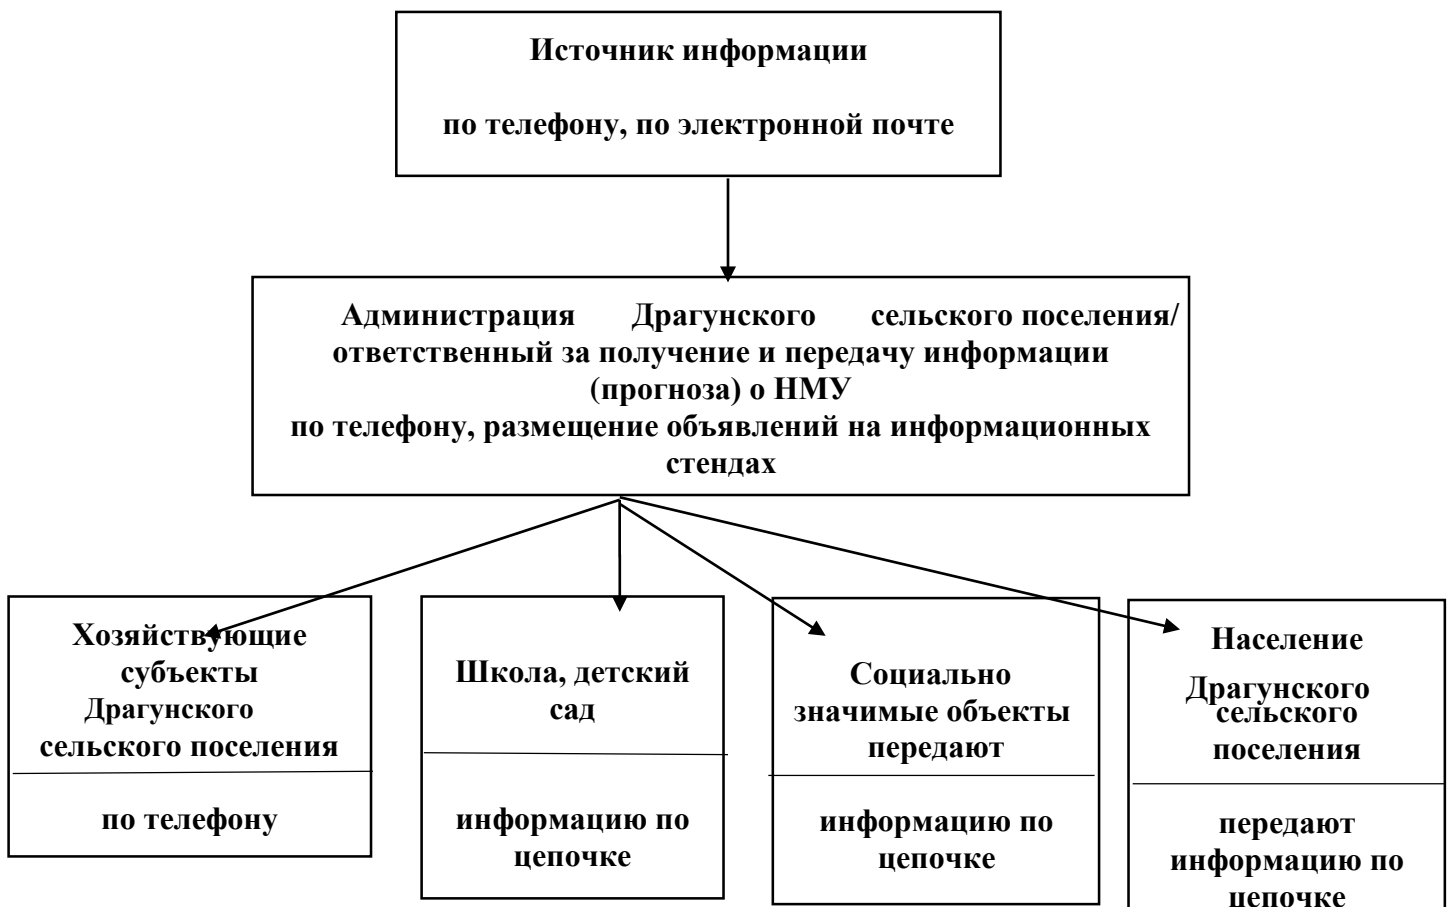 Источник информации
по телефону, по электронной почте
Администрация Драгунского сельского поселения/
ответственный за получение и передачу информации
(прогноза) о НМУ
по телефону, размещение объявлений на информационных
стендах
Хозяйствующие
субъекты
Драгунского
сельского поселения
по телефону
Школа, детский
сад
информацию по
цепочке
Социально
значимые объекты
передают
информацию по
цепочке
Население
Драгунского
сельского
поселения
передают
информацию по
цепочке